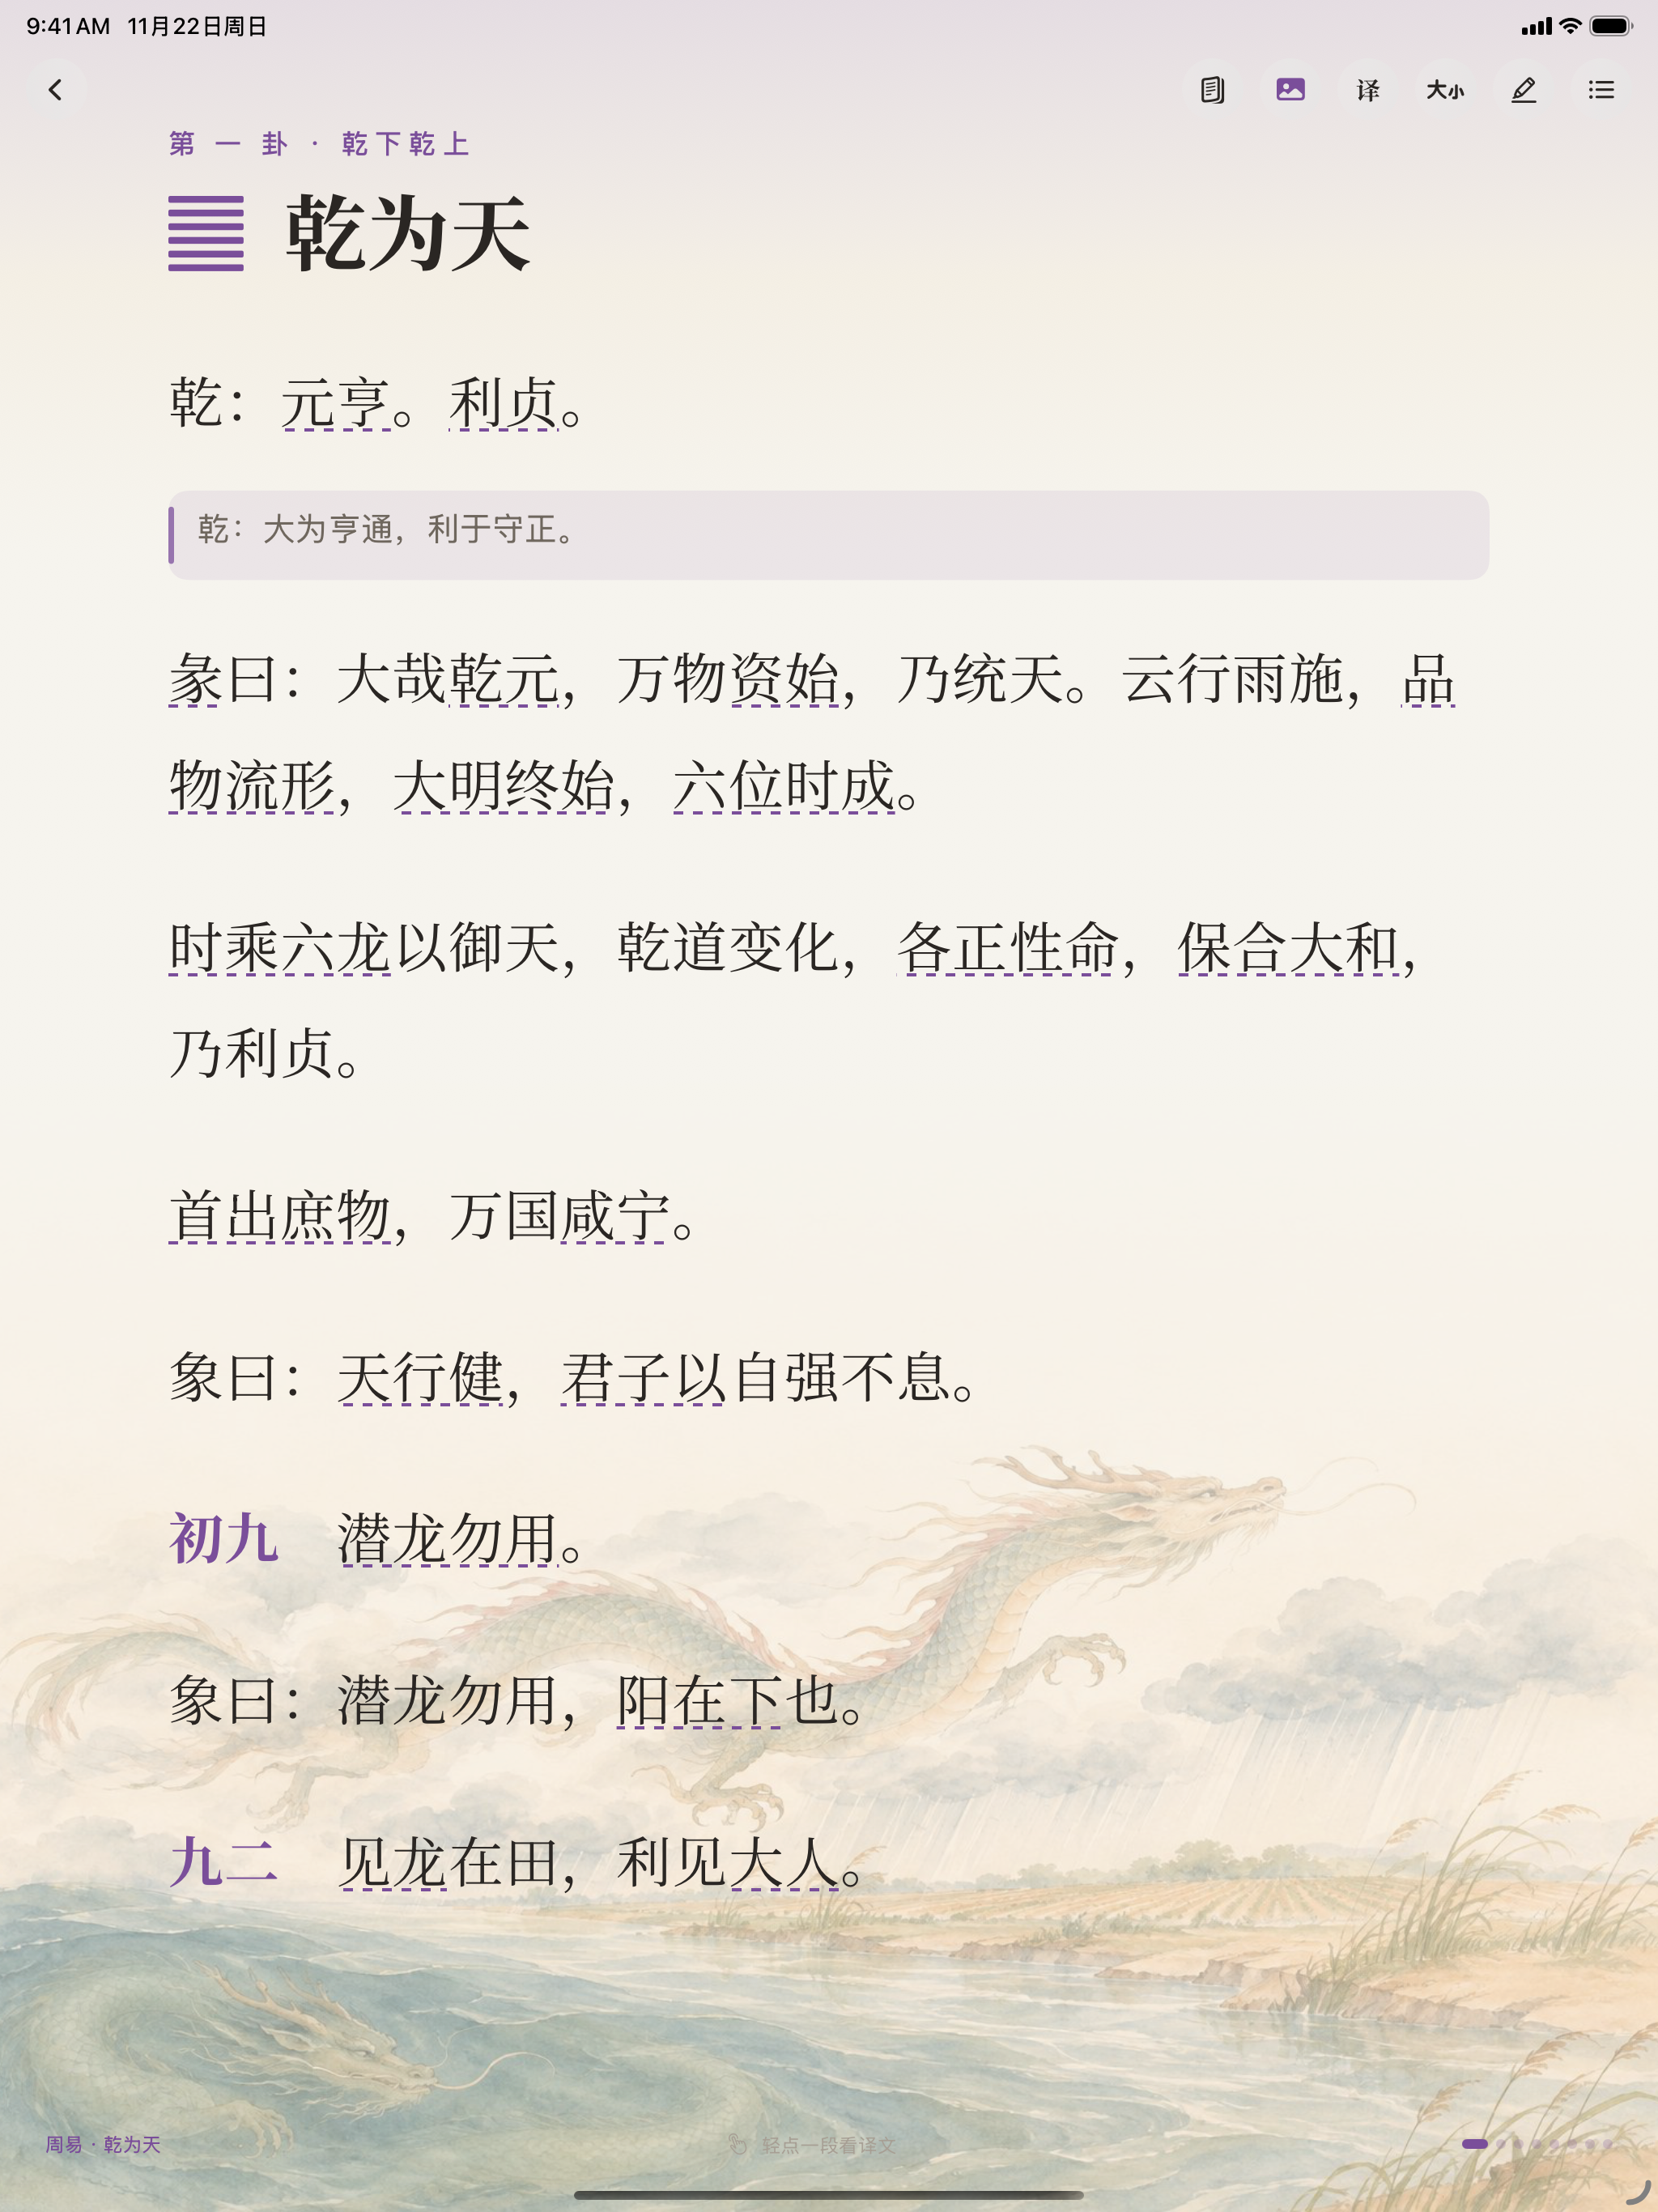 9:41 AM 11月22日周日
译 大小
第一卦 · 乾下乾上
乾为天
乾：元亨。利贞。
乾：大为亨通，利于守正。
彖曰：大哉乾元，万物资始，乃统天。云行雨施，品
物流形，大明终始，六位时成。
时乘六龙以御天，乾道变化，各正性命，保合大和，
乃利贞。
首出庶物，万国咸宁。
象曰：天行健，君子以自强不息。
初九 潜龙勿用。
象曰：潜龙勿用，阳在下也。
九二 见龙在田，利见大人。
周易 · 乾为天
轻点一段看译文